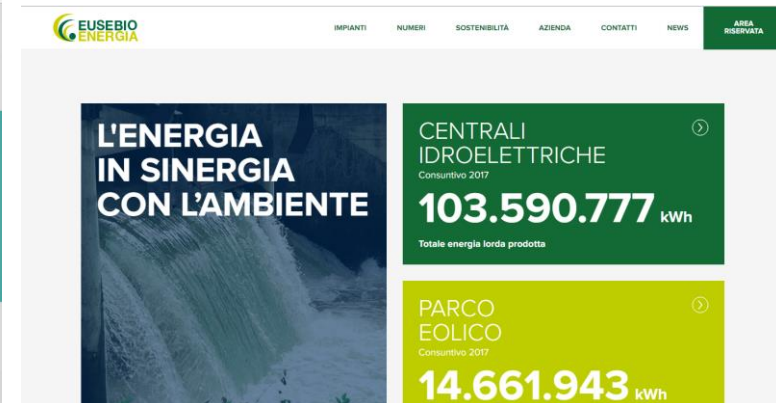 EUSEBIO
ENERGIA
IMPIANTI
NUMERI
SOSTENIBILITÀ
AZIENDA
CONTATTI
NEWS
AREA
RISERVATA
L'ENERGIA
IN SINERGIA
CON L'AMBIENTE
CENTRALI
IDROELETTRICHE
Consuntivo 2017
103.590.777 kWh
Totale energia lorda prodotta
PARCO
EOLICO
Consuntivo 2017
14.661.943 kWh